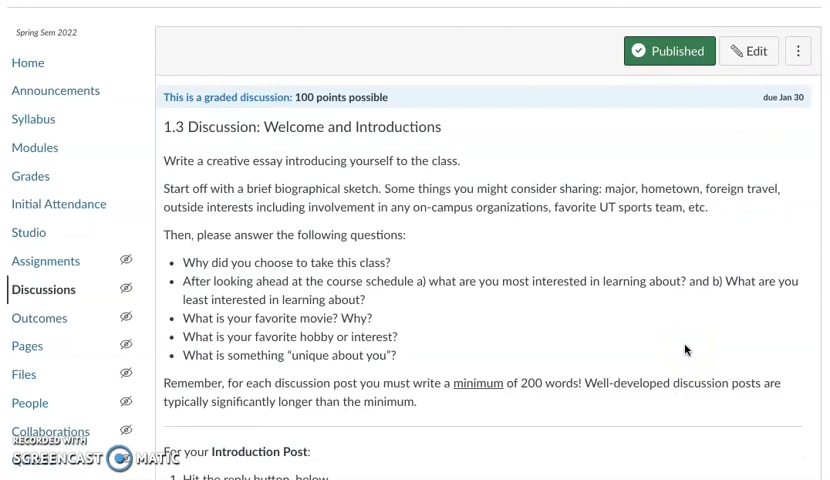 Spring Sem 2022
Home
Announcements
Syllabus
Modules
Grades
Initial Attendance
Studio
Assignments
Discussions
Outcomes
Pages
Files
People
Collaborations
RECORDED WITH
SCREENCAST MATIC
Published
Edit
This is a graded discussion: 100 points possible
due Jan 30
1.3 Discussion: Welcome and Introductions
Write a creative essay introducing yourself to the class.
Start off with a brief biographical sketch. Some things you might consider sharing: major, hometown, foreign travel,
outside interests including involvement in any on-campus organizations, favorite UT sports team, etc.
Then, please answer the following questions:
• Why did you choose to take this class?
• After looking ahead at the course schedule a) what are you most interested in learning about? and b) What are you
least interested in learning about?
• What is your favorite movie? Why?
• What is your favorite hobby or interest?
• What is something “unique about you”?
Remember, for each discussion post you must write a minimum of 200 words! Well-developed discussion posts are
typically significantly longer than the minimum.
For your Introduction Post:
1. Hit the reply button, below